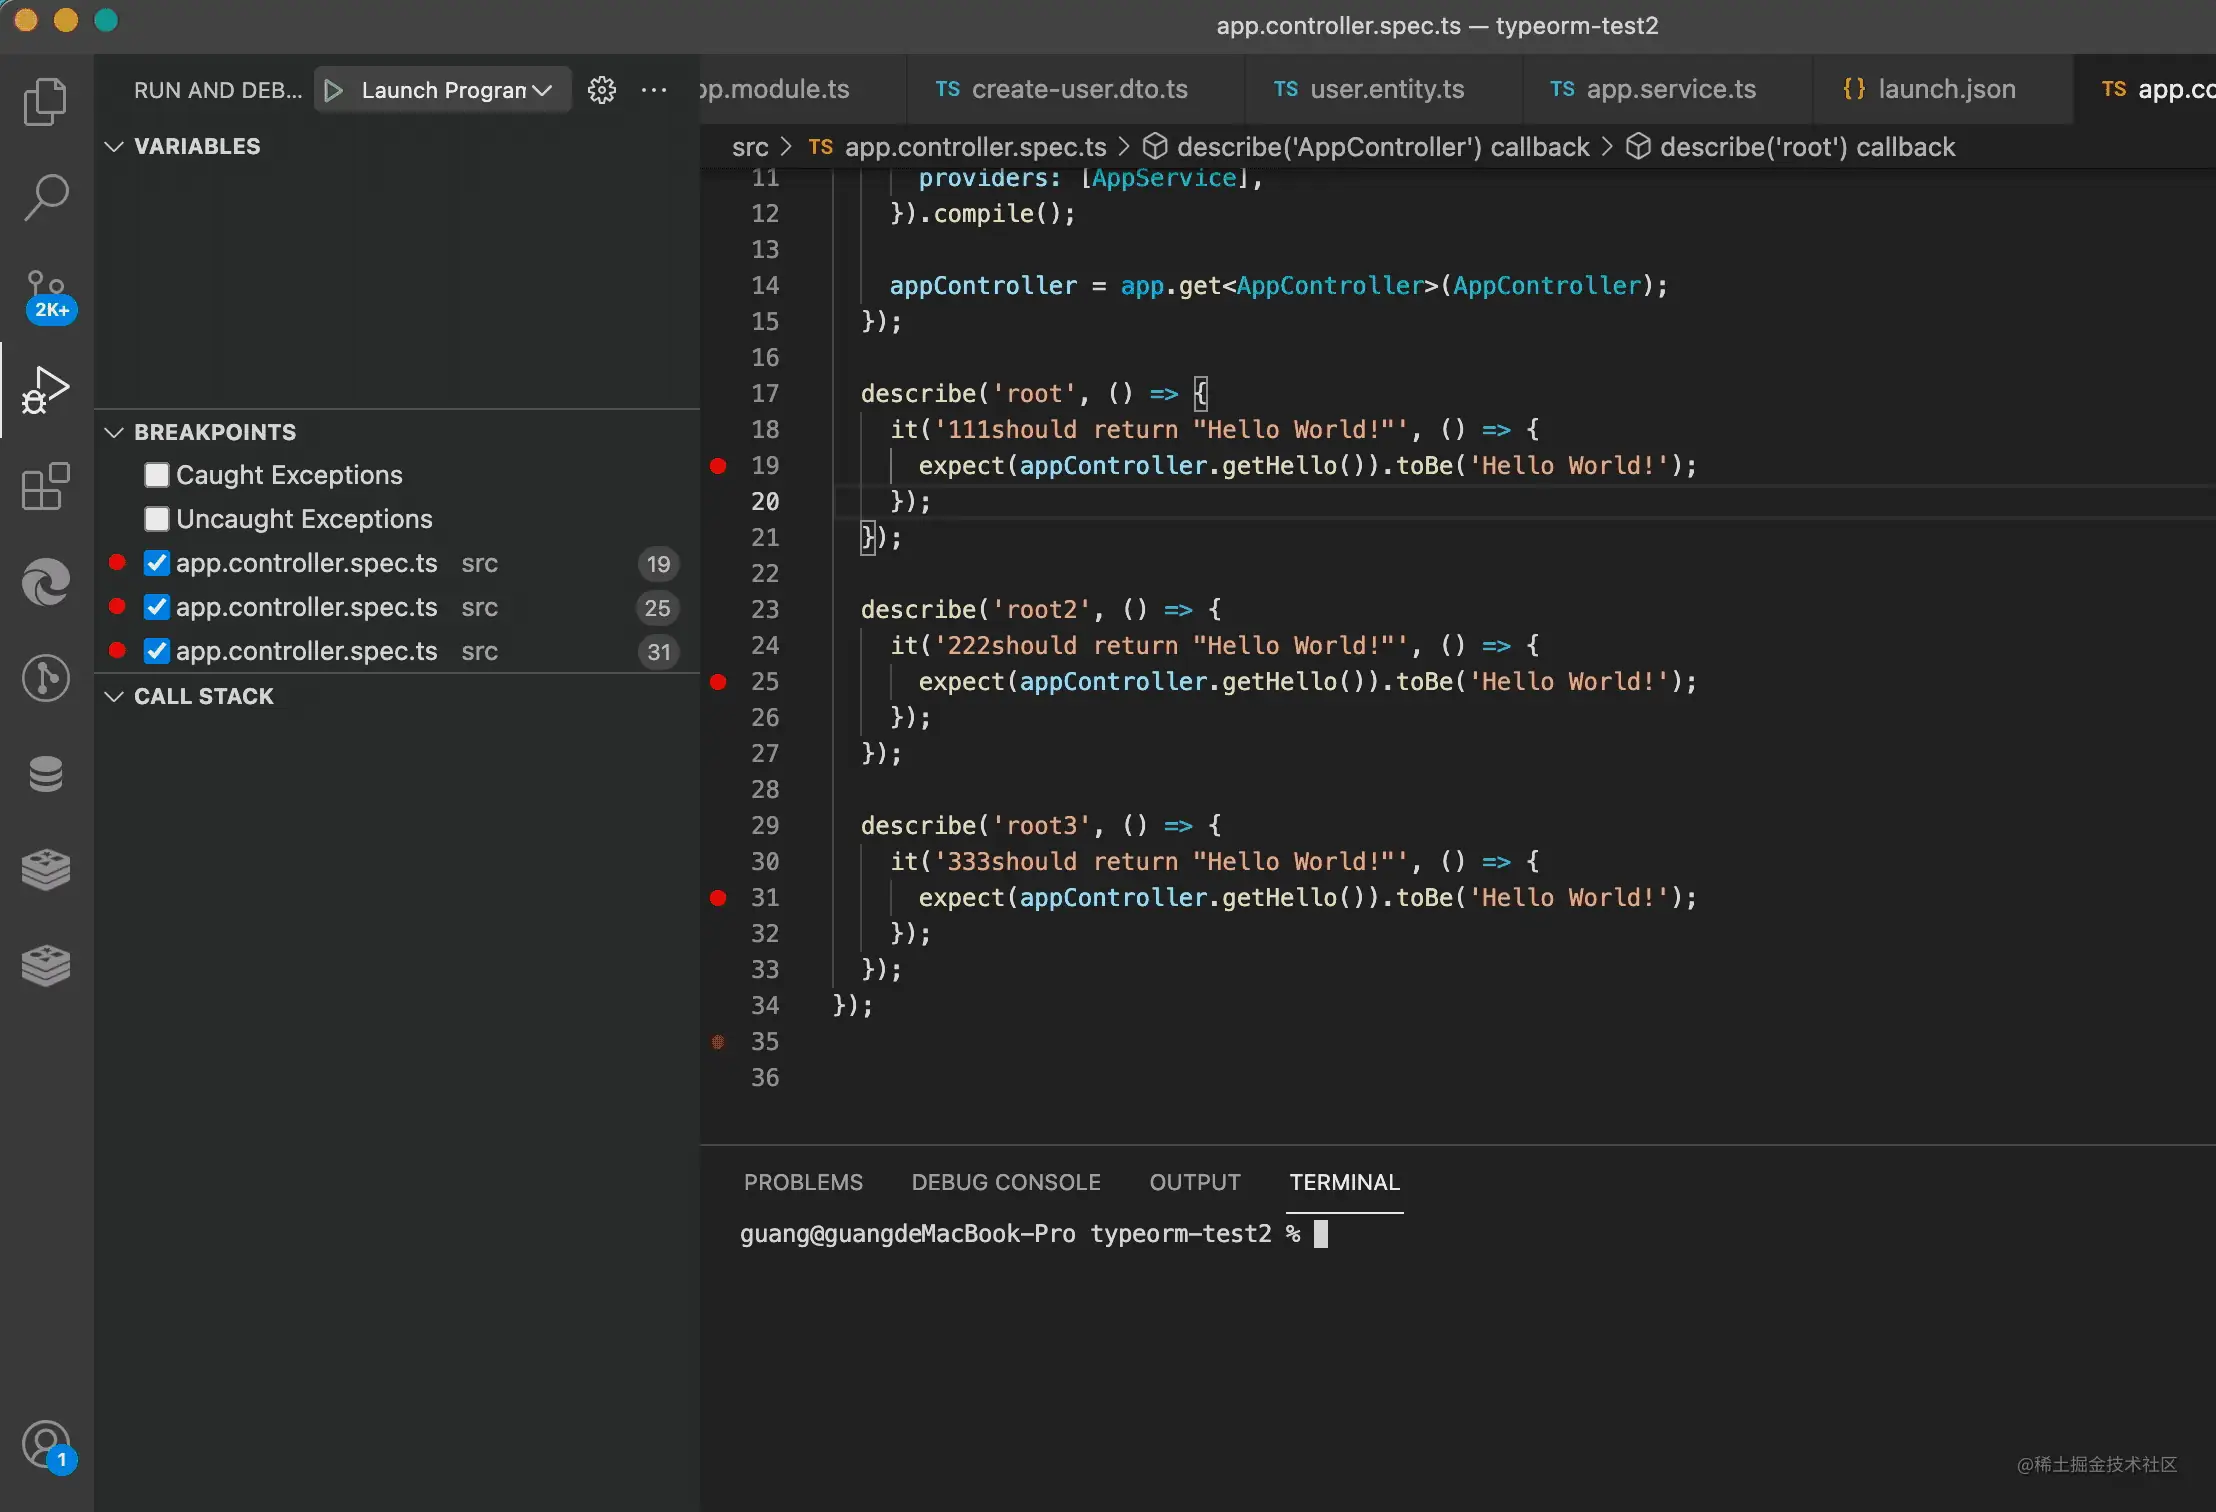 app.controller.spec.ts — typeorm-test2
RUN AND DEB... Launch Program
pp.module.ts TS create-user.dto.ts TS user.entity.ts TS app.service.ts {} launch.json TS app.co
src > TS app.controller.spec.ts > describe('AppController') callback > describe('root') callback
VARIABLES
2K+
BREAKPOINTS
Caught Exceptions
Uncaught Exceptions
app.controller.spec.ts src 19
app.controller.spec.ts src 25
app.controller.spec.ts src 31
CALL STACK
1
11 providers: [AppService],
12 }).compile();
13
14 appController = app.get<AppController>(AppController);
15 });
16
17 describe('root', () => {
18 it('111should return "Hello World!"', () => {
19 expect(appController.getHello()).toBe('Hello World!');
20 });
21 });
22
23 describe('root2', () => {
24 it('222should return "Hello World!"', () => {
25 expect(appController.getHello()).toBe('Hello World!');
26 });
27 });
28
29 describe('root3', () => {
30 it('333should return "Hello World!"', () => {
31 expect(appController.getHello()).toBe('Hello World!');
32 });
33 });
34 });
35
36
PROBLEMS DEBUG CONSOLE OUTPUT TERMINAL
guang@guangdeMacBook-Pro typeorm-test2 %
@稀土掘金技术社区